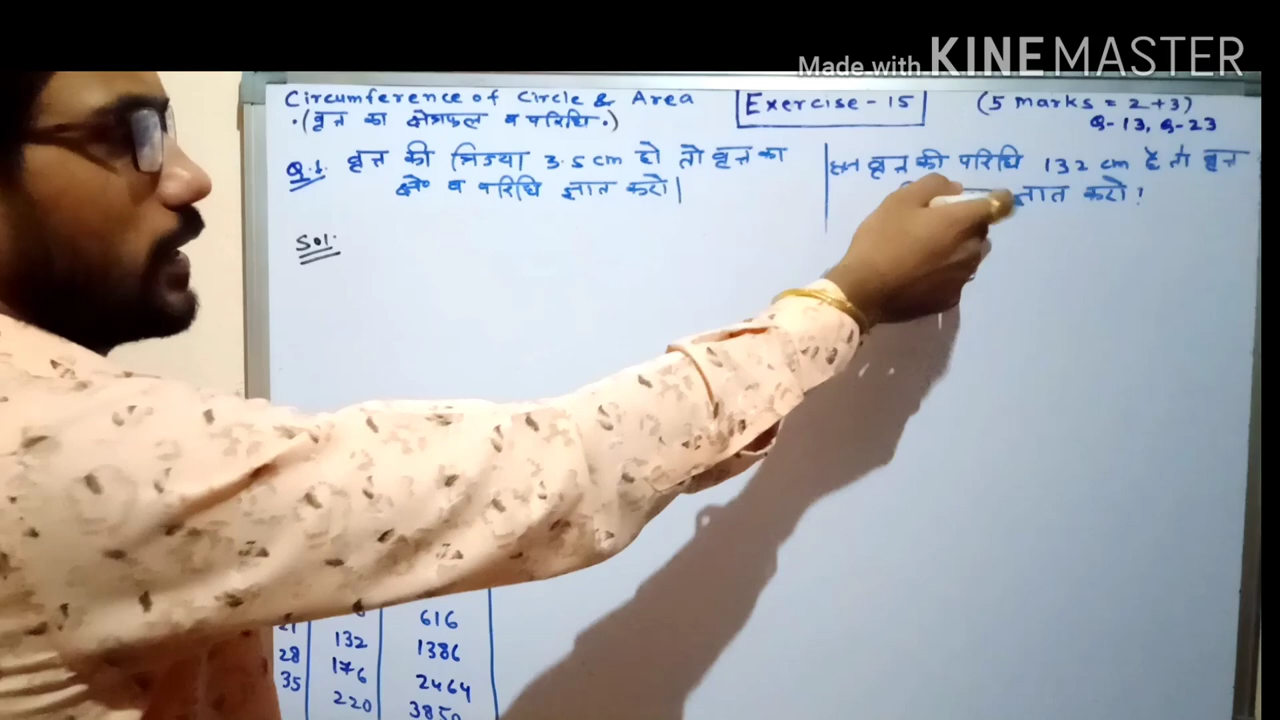 Made with KINEMASTER
Circumference of Circle & Area
(वृत्त का क्षेत्रफल व परिधि.)
Exercise - 15
(5 marks = 2+3)
Q-13, Q-23
Q.1. वृत्त की त्रिज्या 3.5 cm हो तो वृत्त का
क्षे० व परिधि ज्ञात करो|
Sol.
वृत्त की परिधि 132 cm है तो वृत्त
ज्ञात करो!
616
21 132 1386
28 176 2464
35 220 3850